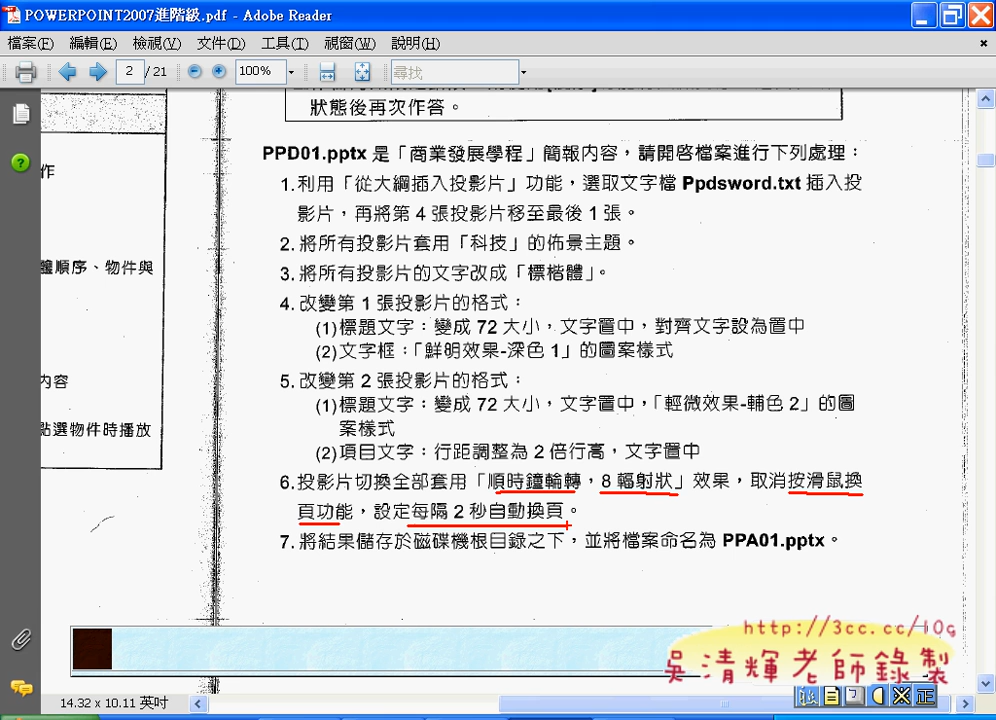 POWERPOINT2007進階級.pdf - Adobe Reader
檔案(F) 編輯(E) 檢視(V) 文件(D) 工具(T) 視窗(W) 說明(H)
2 / 21 100% 尋找
狀態後再次作答。
PPD01.pptx 是「商業發展學程」簡報內容，請開啓檔案進行下列處理：
1.利用「從大綱插入投影片」功能，選取文字檔 Ppdsword.txt 插入投
影片，再將第 4 張投影片移至最後 1 張。
2.將所有投影片套用「科技」的佈景主題。
3.將所有投影片的文字改成「標楷體」。
4.改變第 1 張投影片的格式：
(1)標題文字：變成 72 大小，文字置中，對齊文字設為置中
(2)文字框：「鮮明效果-深色 1」的圖案樣式
5.改變第 2 張投影片的格式：
(1)標題文字：變成 72 大小，文字置中，「輕微效果-輔色 2」的圖
案樣式
(2)項目文字：行距調整為 2 倍行高，文字置中
6.投影片切換全部套用「順時鐘輪轉，8 輻射狀」效果，取消按滑鼠換
頁功能，設定每隔 2 秒自動換頁。
7.將結果儲存於磁碟機根目錄之下，並將檔案命名為 PPA01.pptx。
作
體順序、物件與
內容
點選物件時播放
http://3cc.cc/10g
吳清輝老師錄製
14.32 x 10.11 英吋